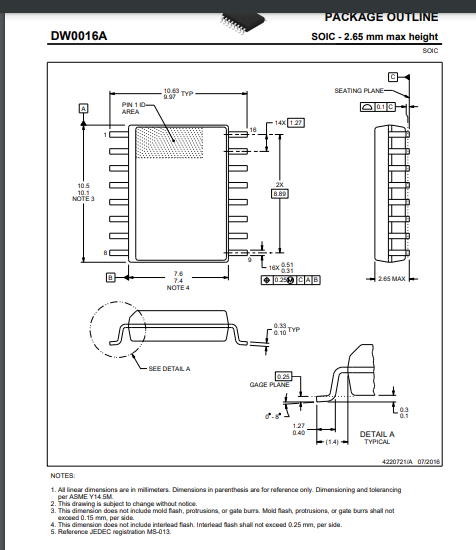 PACKAGE OUTLINE
DW0016A
SOIC - 2.65 mm max height
SOIC
C
SEATING PLANE
0.1 C
10.63
9.97
TYP
PIN 1 ID
AREA
A
1
16
14X 1.27
2X
8.89
10.5
10.1
NOTE 3
8
9
16X 0.51
0.31
0.25 M C A B
B
7.6
7.4
NOTE 4
2.65 MAX
0.33
0.10
TYP
SEE DETAIL A
0.25
GAGE PLANE
0° - 8°
1.27
0.40
(1.4)
0.3
0.1
DETAIL A
TYPICAL
4220721/A 07/2016
NOTES:
1. All linear dimensions are in millimeters. Dimensions in parenthesis are for reference only. Dimensioning and tolerancing
per ASME Y14.5M.
2. This drawing is subject to change without notice.
3. This dimension does not include mold flash, protrusions, or gate burrs. Mold flash, protrusions, or gate burrs shall not
exceed 0.15 mm, per side.
4. This dimension does not include interlead flash. Interlead flash shall not exceed 0.25 mm, per side.
5. Reference JEDEC registration MS-013.